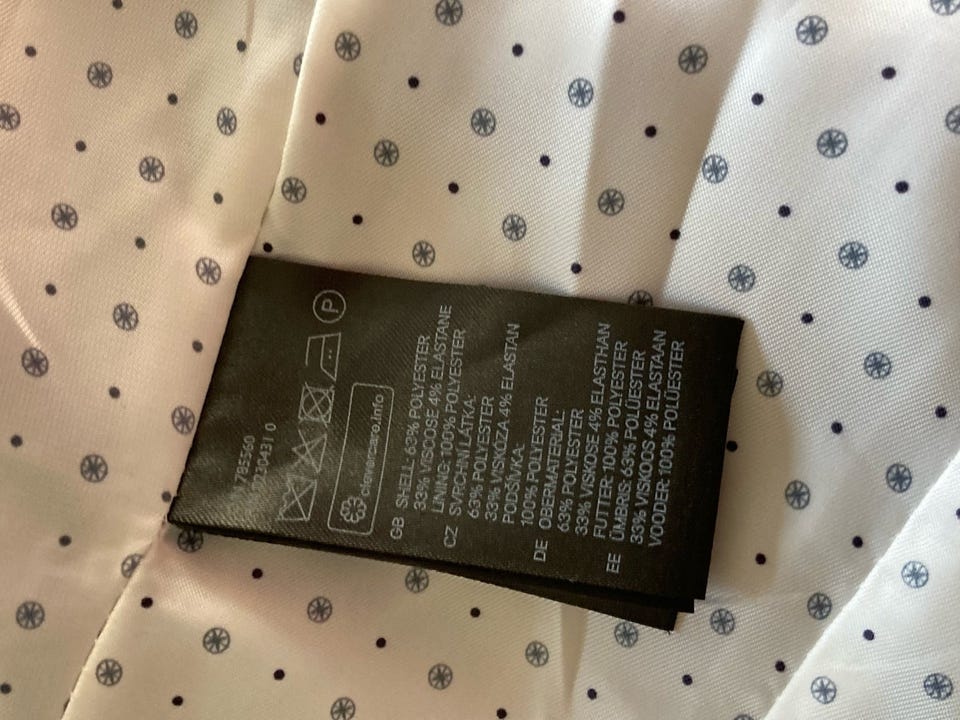 785560
0230431 0
P
clevercare.info
GB SHELL: 63% POLYESTER
33% VISCOSE 4% ELASTANE
LINING: 100% POLYESTER
CZ SVRCHNÍ LÁTKA:
63% POLYESTER
33% VISKÓZA 4% ELASTAN
PODŠÍVKA:
100% POLYESTER
DE OBERMATERIAL:
63% POLYESTER
33% VISKOSE 4% ELASTHAN
FUTTER: 100% POLYESTER
EE ÜMBRIS: 63% POLÜESTER
33% VISKOOS 4% ELASTAAN
VOODER: 100% POLÜESTER